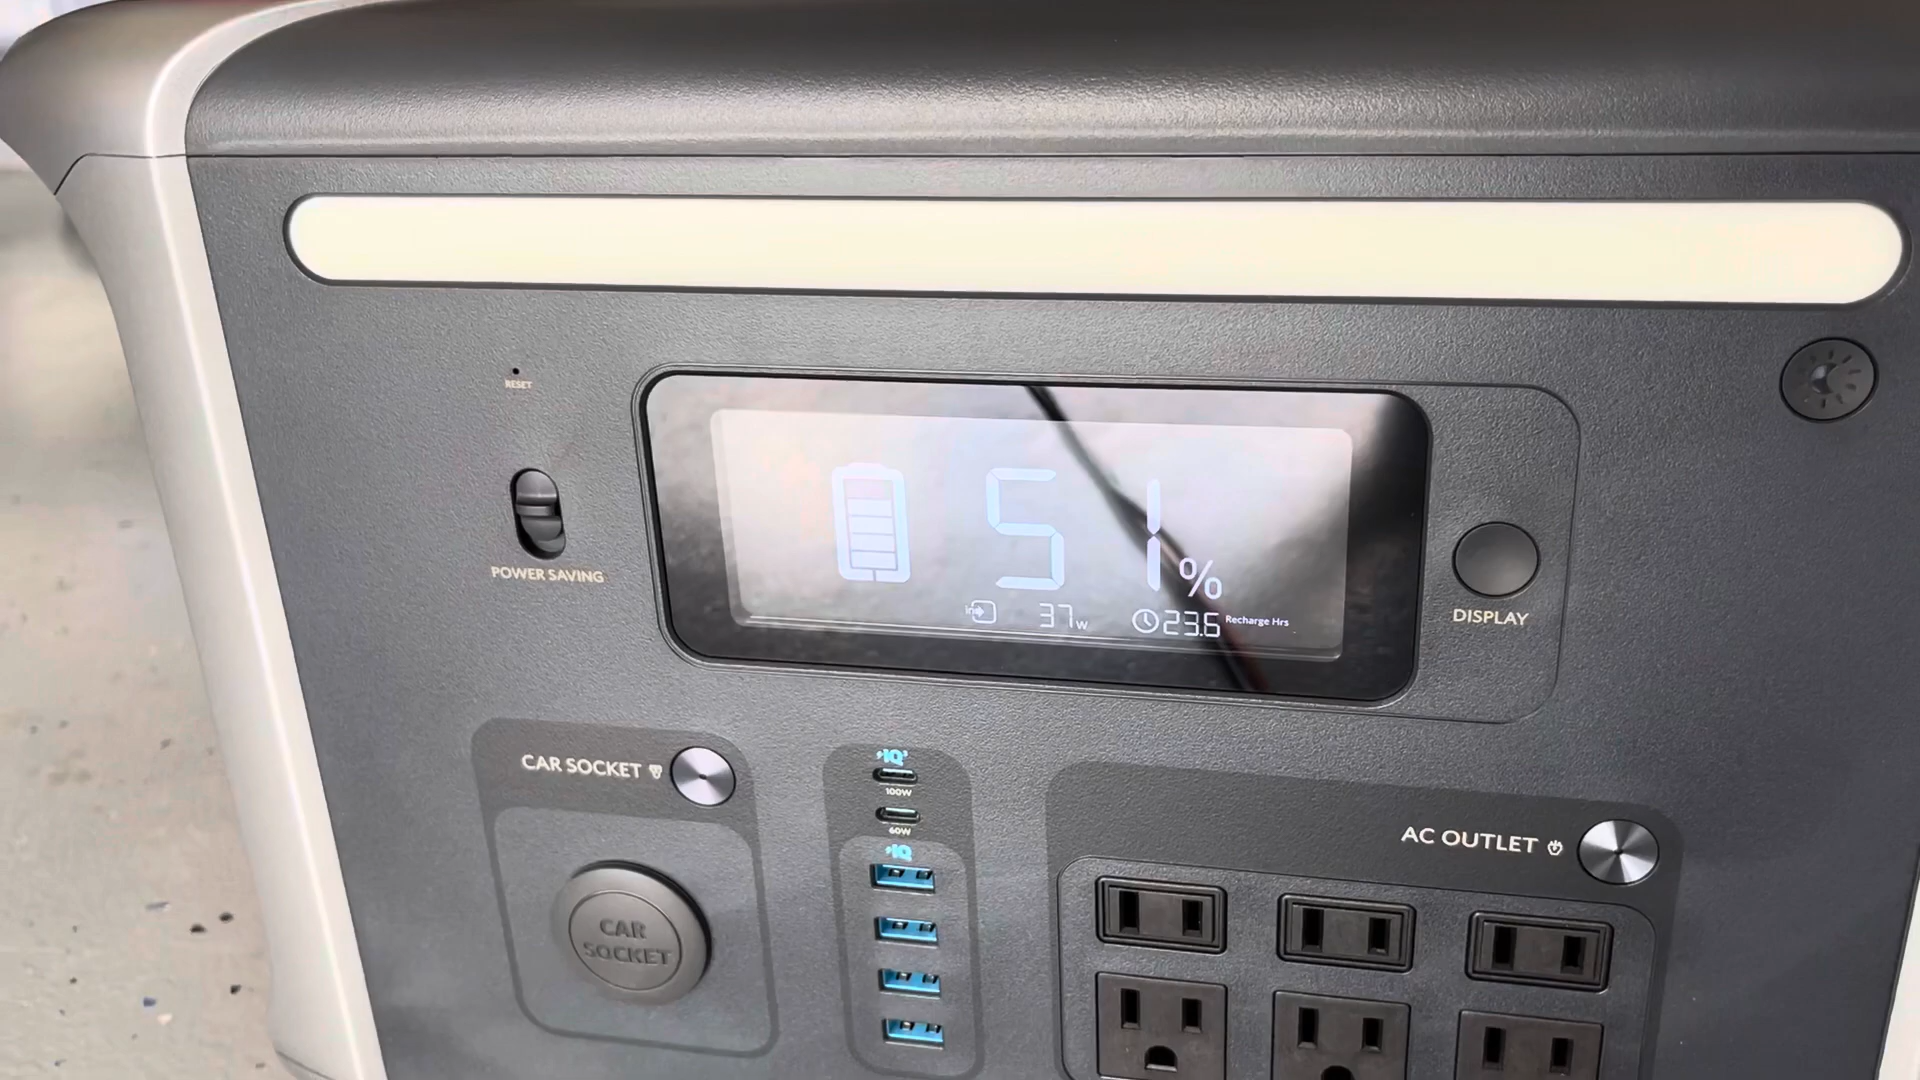 RESET
POWER SAVING
51%
in 37w 23.6 Recharge Hrs
DISPLAY
CAR SOCKET
IQ3
100W
60W
IQ
AC OUTLET
CAR
SOCKET